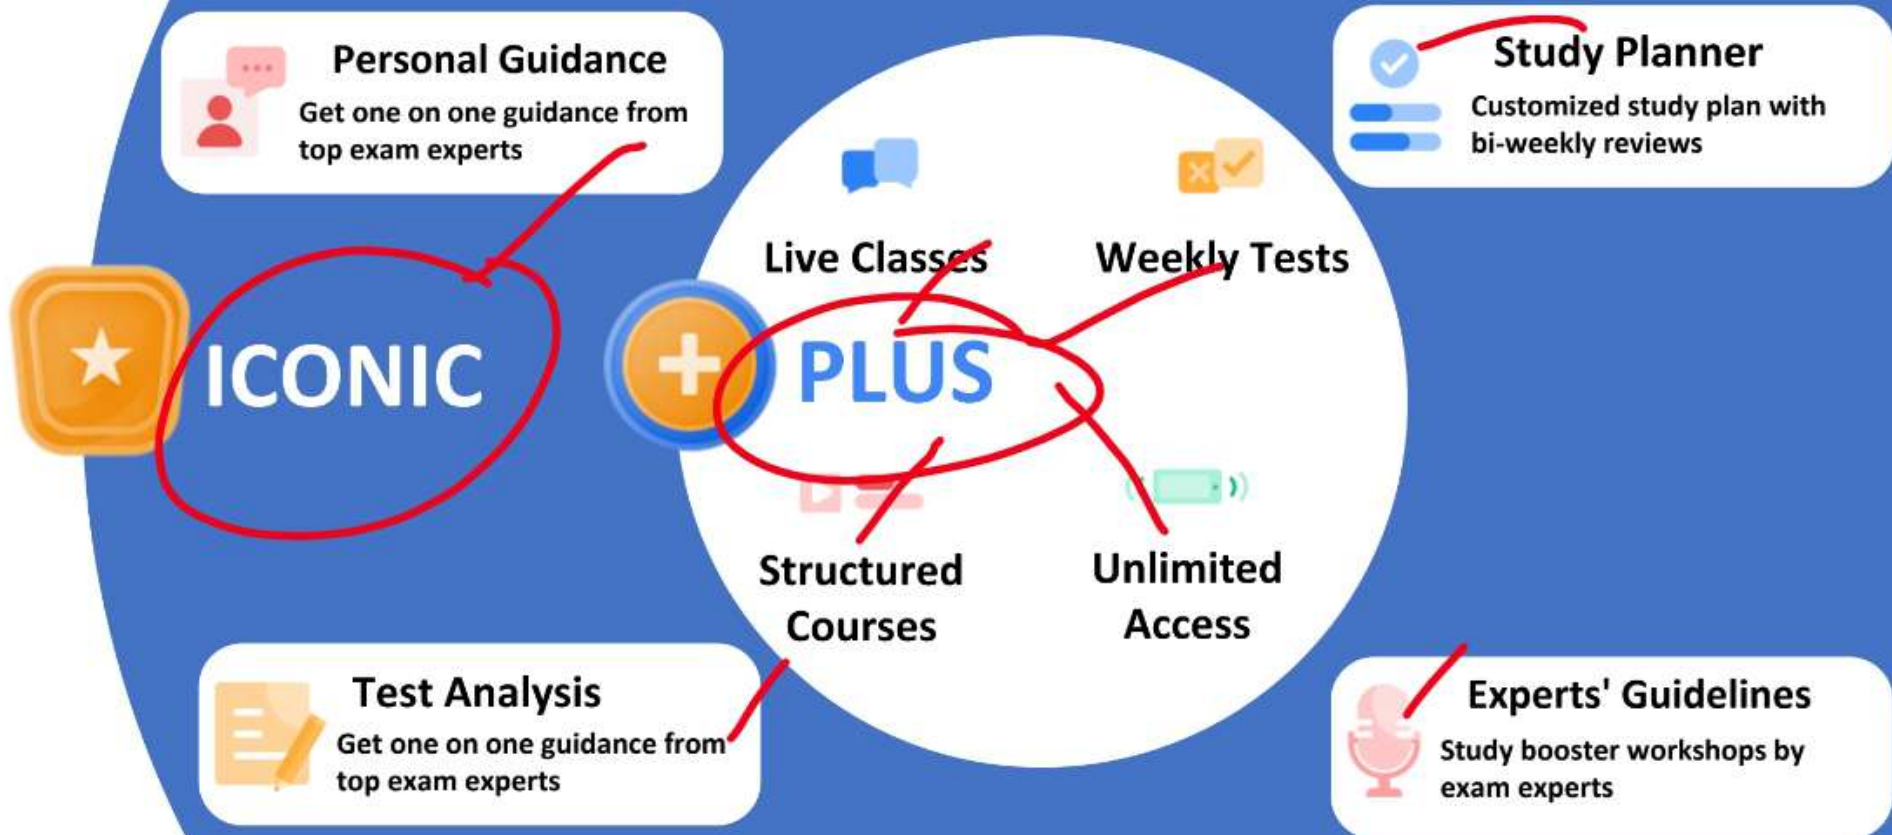 Personal Guidance
Get one on one guidance from
top exam experts
Study Planner
Customized study plan with
bi-weekly reviews
Live Classes
Weekly Tests
ICONIC
PLUS
Structured
Courses
Unlimited
Access
Test Analysis
Get one on one guidance from
top exam experts
Experts' Guidelines
Study booster workshops by
exam experts